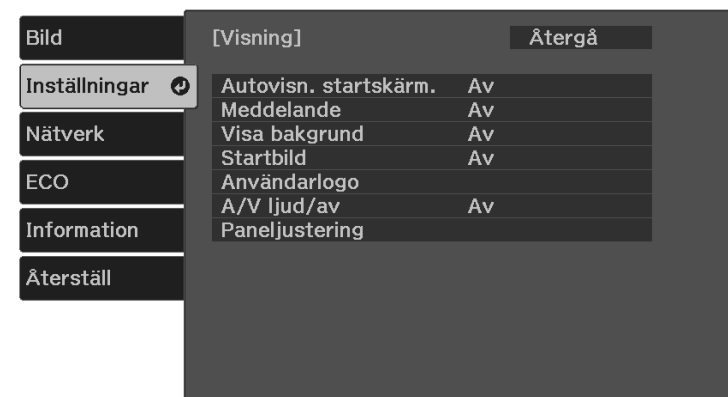 Bild
Inställningar
Nätverk
ECO
Information
Återställ
[Visning] Återgå
Autovisn. startskärm. Av
Meddelande Av
Visa bakgrund Av
Startbild Av
Användarlogo
A/V ljud/av Av
Paneljustering